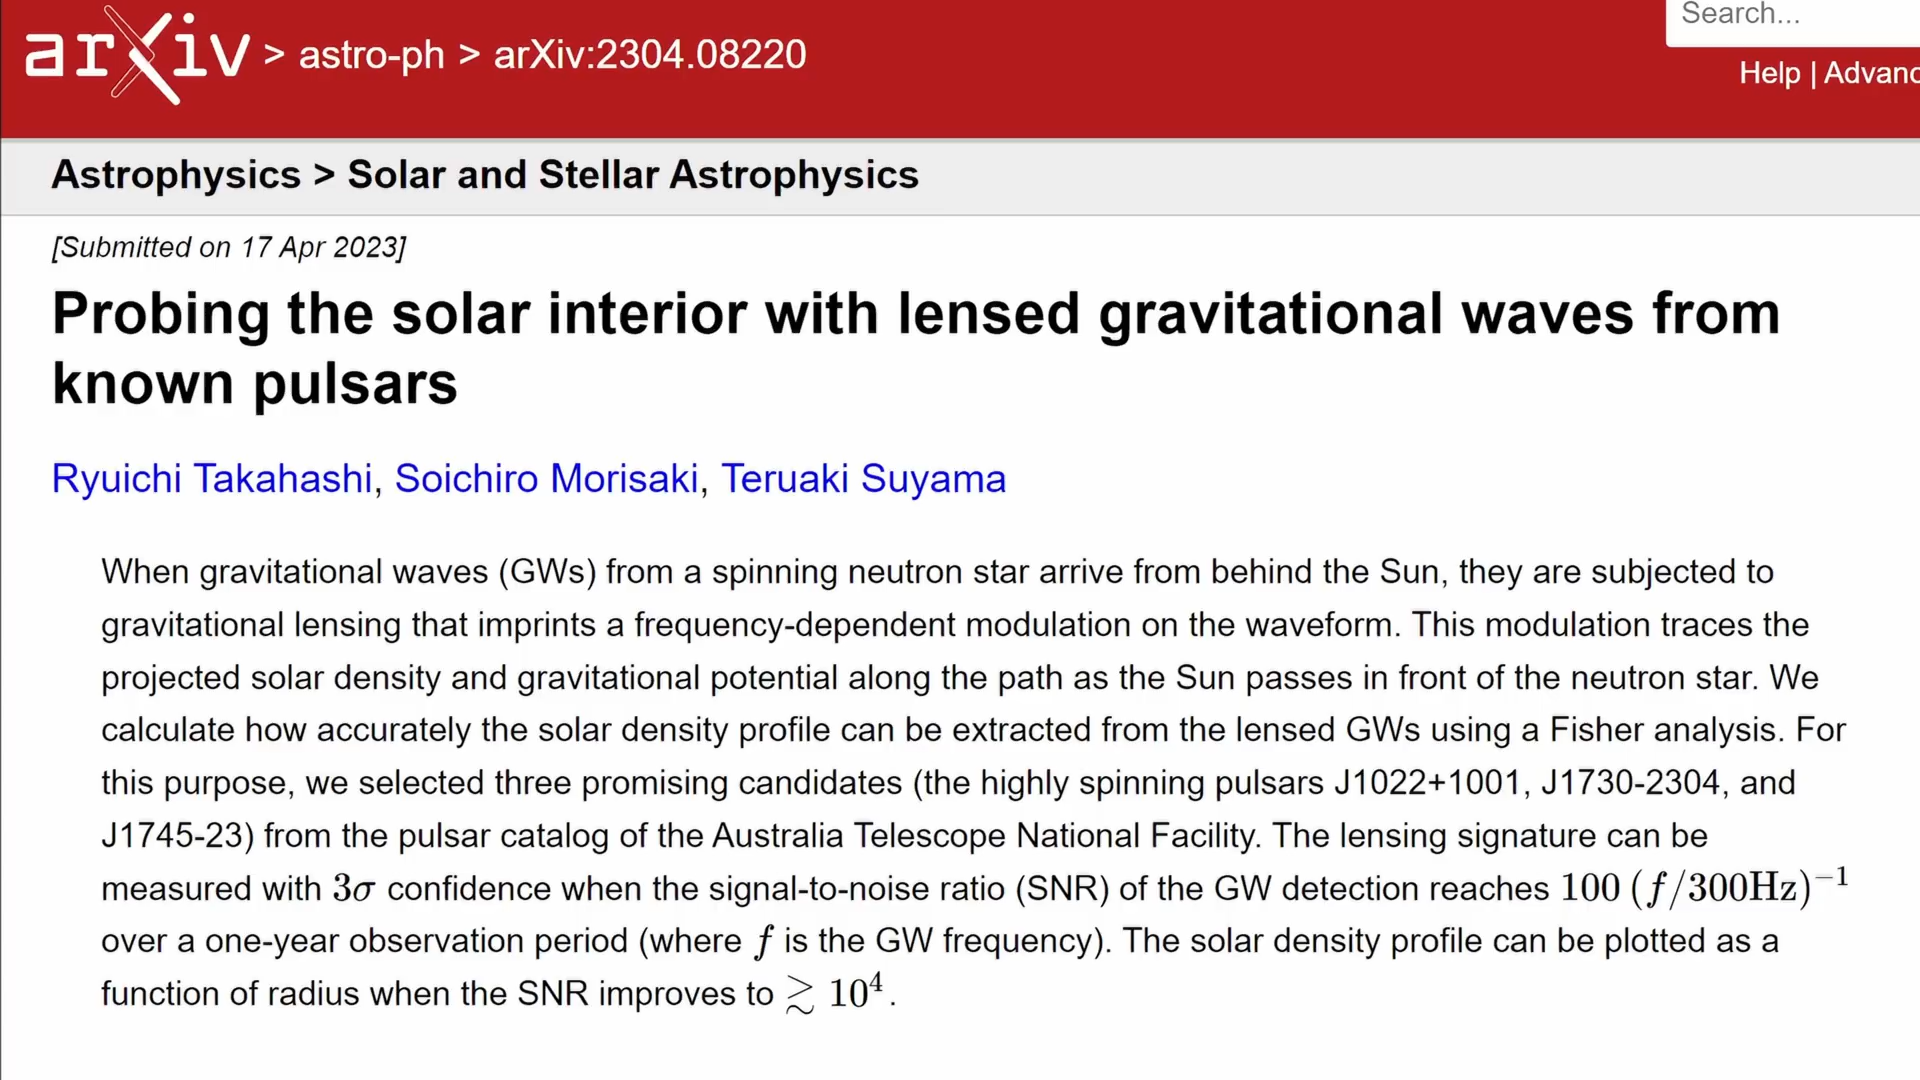 Search...
arXiv > astro-ph > arXiv:2304.08220
Help | Advanc
Astrophysics > Solar and Stellar Astrophysics
[Submitted on 17 Apr 2023]
Probing the solar interior with lensed gravitational waves from
known pulsars
Ryuichi Takahashi, Soichiro Morisaki, Teruaki Suyama
When gravitational waves (GWs) from a spinning neutron star arrive from behind the Sun, they are subjected to
gravitational lensing that imprints a frequency-dependent modulation on the waveform. This modulation traces the
projected solar density and gravitational potential along the path as the Sun passes in front of the neutron star. We
calculate how accurately the solar density profile can be extracted from the lensed GWs using a Fisher analysis. For
this purpose, we selected three promising candidates (the highly spinning pulsars J1022+1001, J1730-2304, and
J1745-23) from the pulsar catalog of the Australia Telescope National Facility. The lensing signature can be
measured with 3σ confidence when the signal-to-noise ratio (SNR) of the GW detection reaches 100 (f/300Hz)⁻¹
over a one-year observation period (where f is the GW frequency). The solar density profile can be plotted as a
function of radius when the SNR improves to ≳ 10⁴.